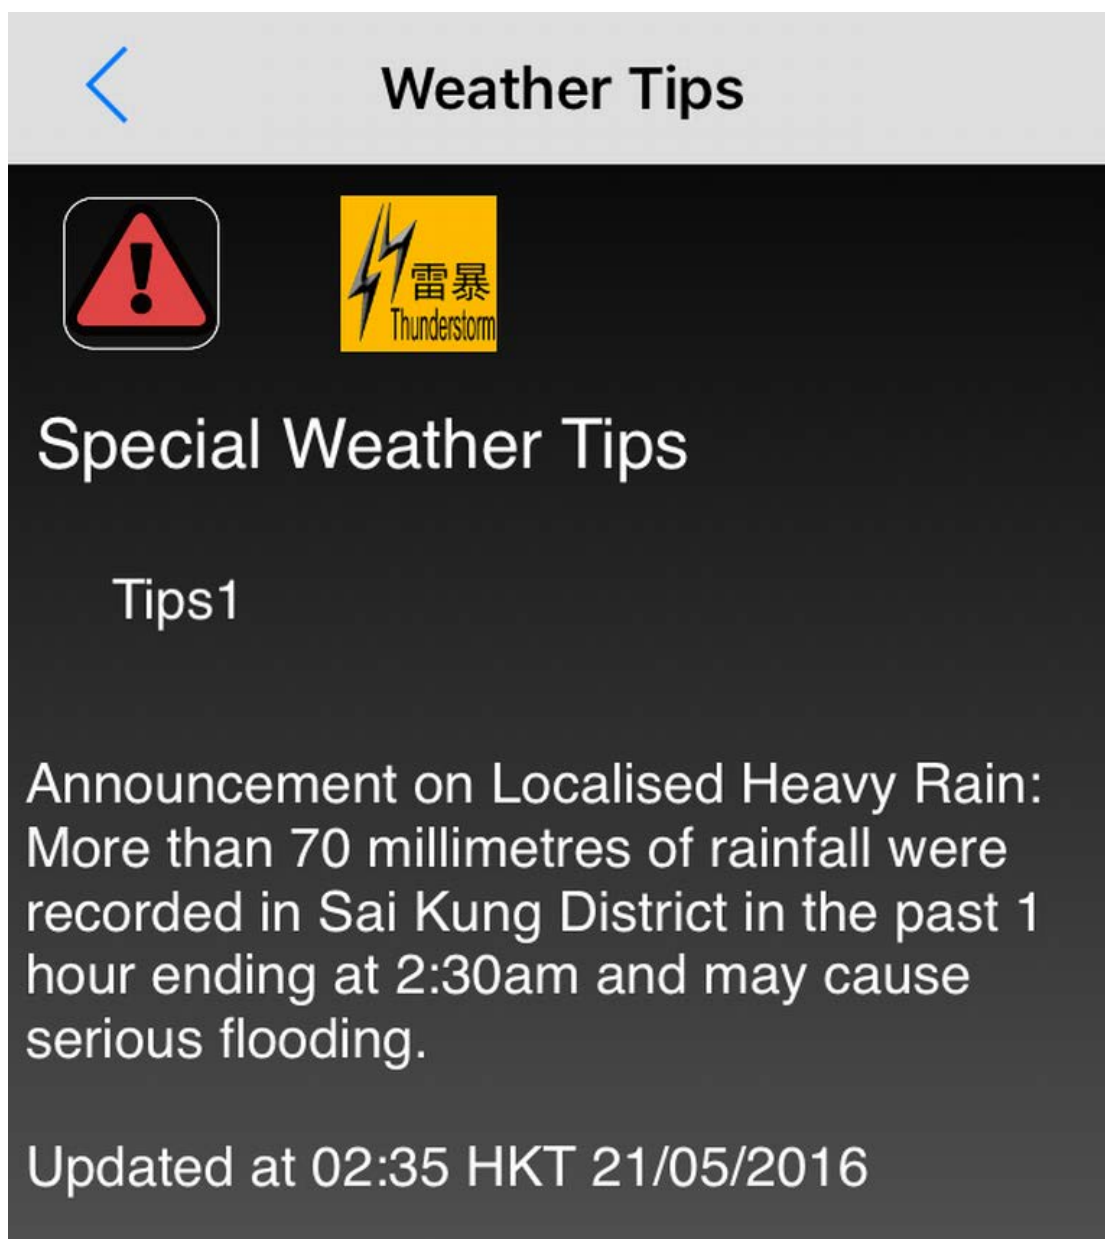 Weather Tips
雷暴
Thunderstorm
Special Weather Tips
Tips1
Announcement on Localised Heavy Rain:
More than 70 millimetres of rainfall were
recorded in Sai Kung District in the past 1
hour ending at 2:30am and may cause
serious flooding.
Updated at 02:35 HKT 21/05/2016